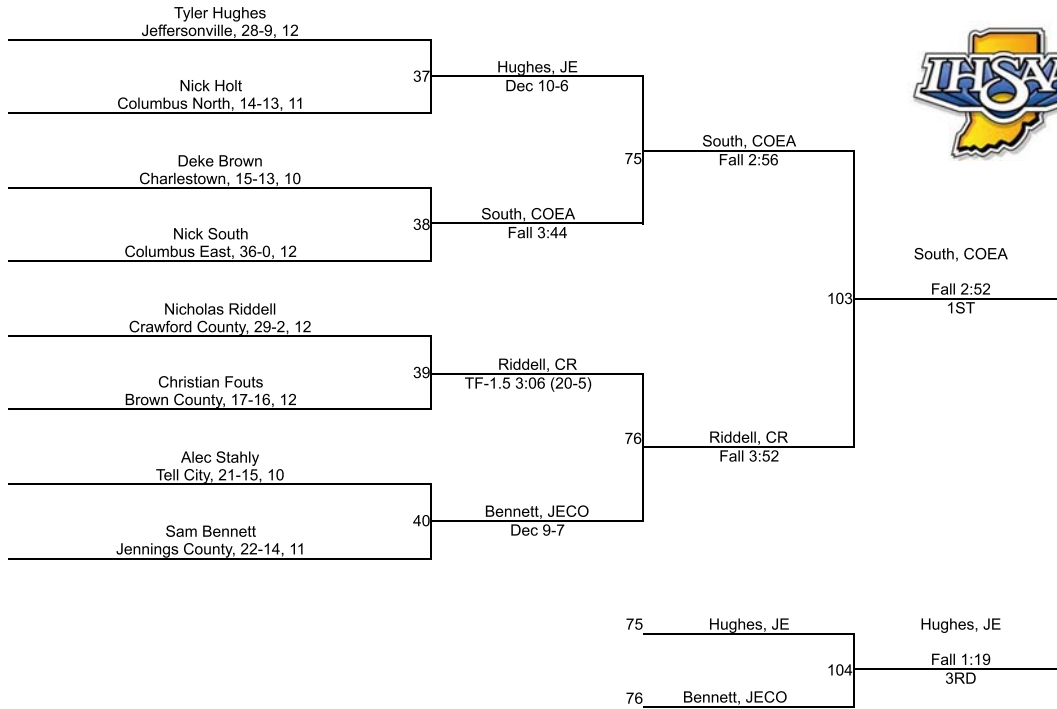 Tyler Hughes
Jeffersonville, 28-9, 12
37
Hughes, JE
Dec 10-6
Nick Holt
Columbus North, 14-13, 11
IHSAA
75
South, COEA
Fall 2:56
Deke Brown
Charlestown, 15-13, 10
38
South, COEA
Fall 3:44
Nick South
Columbus East, 36-0, 12
103
South, COEA
Fall 2:52
1ST
Nicholas Riddell
Crawford County, 29-2, 12
39
Riddell, CR
TF-1.5 3:06 (20-5)
Christian Fouts
Brown County, 17-16, 12
76
Riddell, CR
Fall 3:52
Alec Stahly
Tell City, 21-15, 10
40
Bennett, JECO
Dec 9-7
Sam Bennett
Jennings County, 22-14, 11
75
Hughes, JE
104
Hughes, JE
Fall 1:19
3RD
76
Bennett, JECO